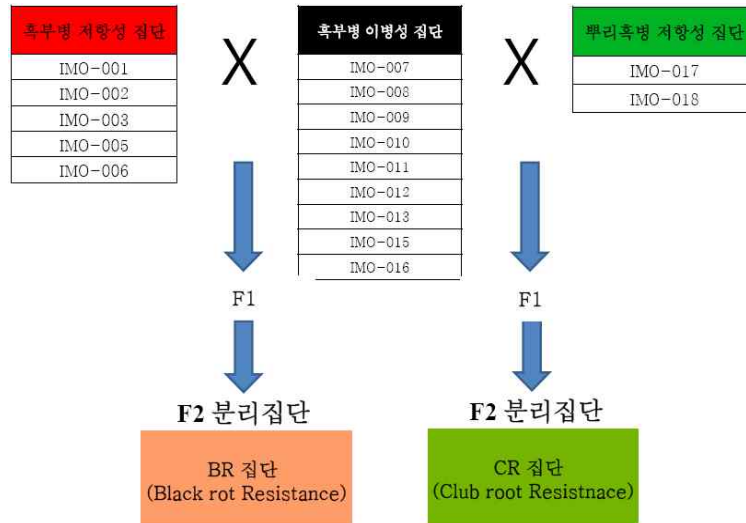 흑부병 저항성 집단
IMO-001
IMO-002
IMO-003
IMO-005
IMO-006
X
흑부병 이병성 집단
IMO-007
IMO-008
IMO-009
IMO-010
IMO-011
IMO-012
IMO-013
IMO-015
IMO-016
X
뿌리혹병 저항성 집단
IMO-017
IMO-018
F1
F1
F2 분리집단
F2 분리집단
BR 집단
(Black rot Resistance)
CR 집단
(Club root Resistnace)